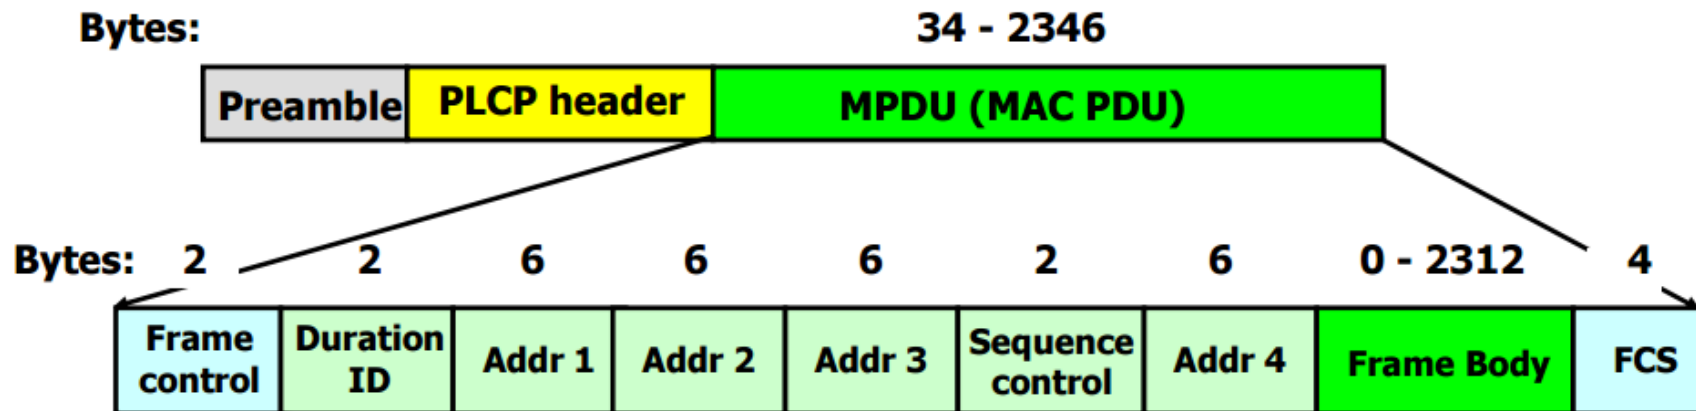 Bytes: 34 - 2346
Preamble PLCP header MPDU (MAC PDU)
Bytes: 2 2 6 6 6 2 6 0 - 2312 4
Frame control Duration ID Addr 1 Addr 2 Addr 3 Sequence control Addr 4 Frame Body FCS